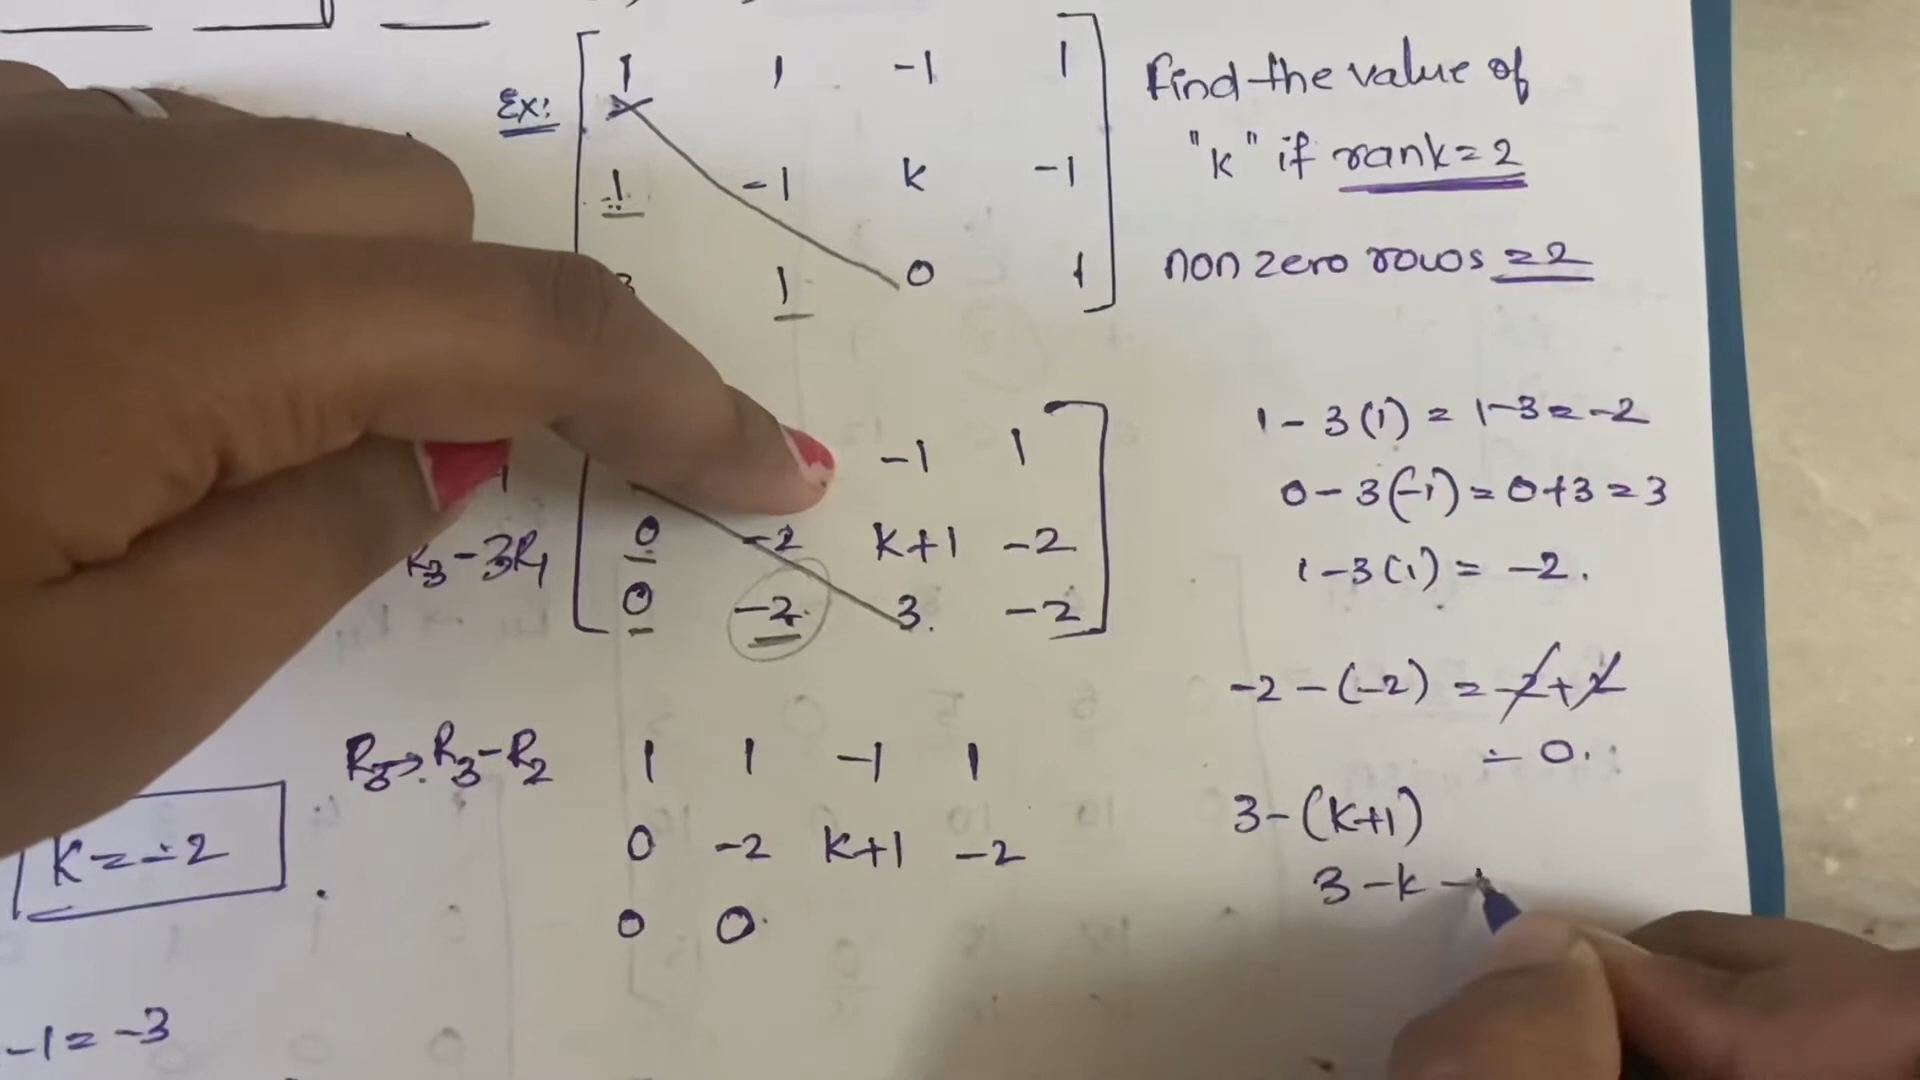 Ex:
1 1 -1 1
1 -1 k -1
3 1 0 1
Find the value of
"k" if rank = 2
non zero rows = 2
-1 1
0 -2 k+1 -2
R3-3R1
0 -2 3. -2
1-3(1) = 1-3 = -2
0-3(-1) = 0+3 = 3
1-3(1) = -2.
-2-(-2) = -2+2
= 0.
R3→R3-R2
1 1 -1 1
0 -2 k+1 -2
0 0.
3-(k+1)
3-k-
k = -2
-1 = -3